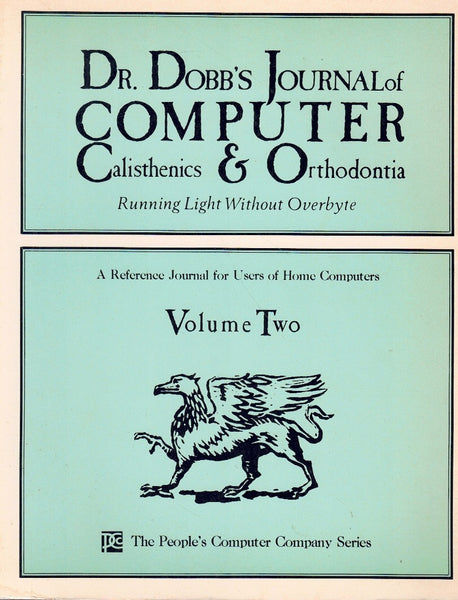 Dr. Dobb's Journal of
COMPUTER
Calisthenics & Orthodontia
Running Light Without Overbyte
A Reference Journal for Users of Home Computers
Volume Two
pcc The People's Computer Company Series